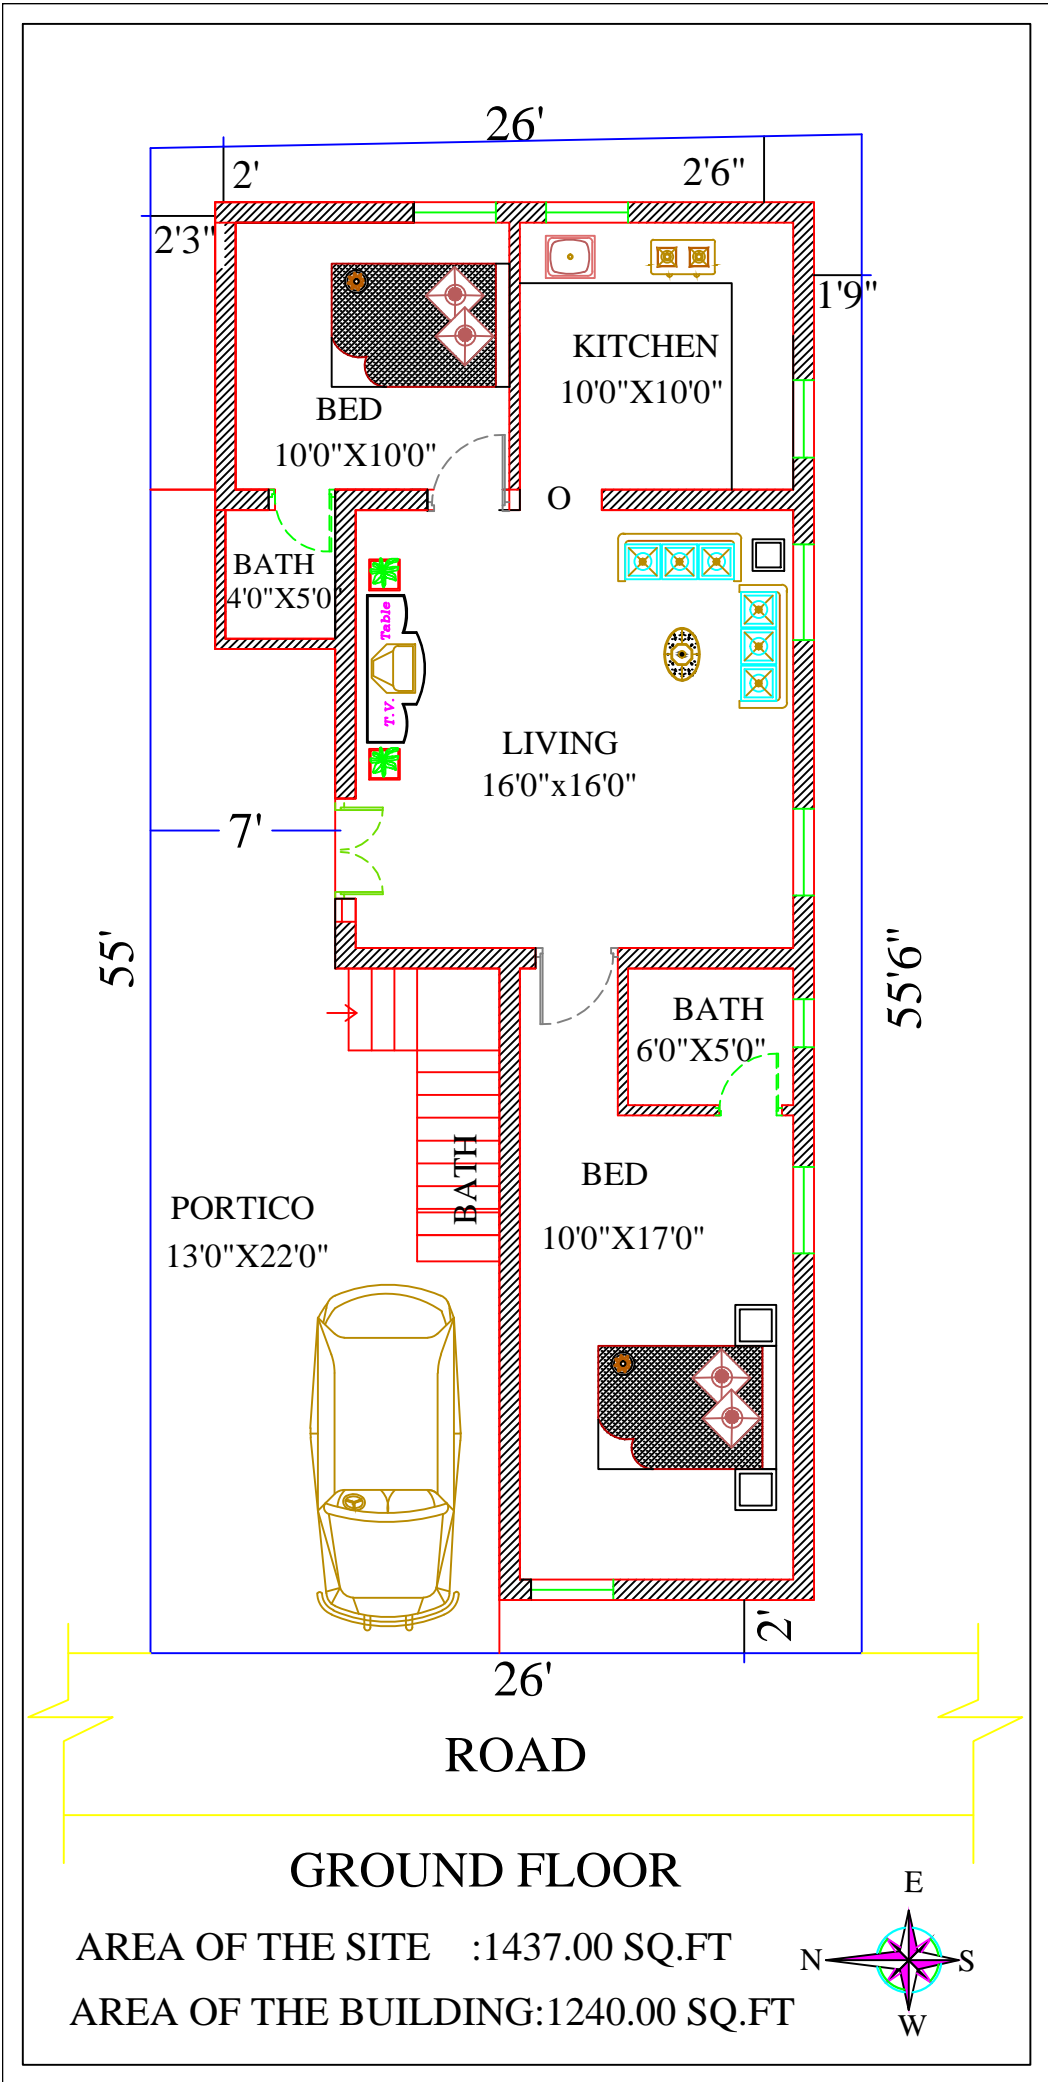 26'
2'
2'6"
2'3"
1'9"
KITCHEN
10'0"X10'0"
BED
10'0"X10'0"
O
BATH
4'0"X5'0
Table
T.V.
LIVING
16'0"x16'0"
7'
55'
55'6"
BATH
6'0"X5'0"
BATH
BED
10'0"X17'0"
PORTICO
13'0"X22'0"
2'
26'
ROAD
GROUND FLOOR
AREA OF THE SITE :1437.00 SQ.FT
AREA OF THE BUILDING:1240.00 SQ.FT
E
N
S
W